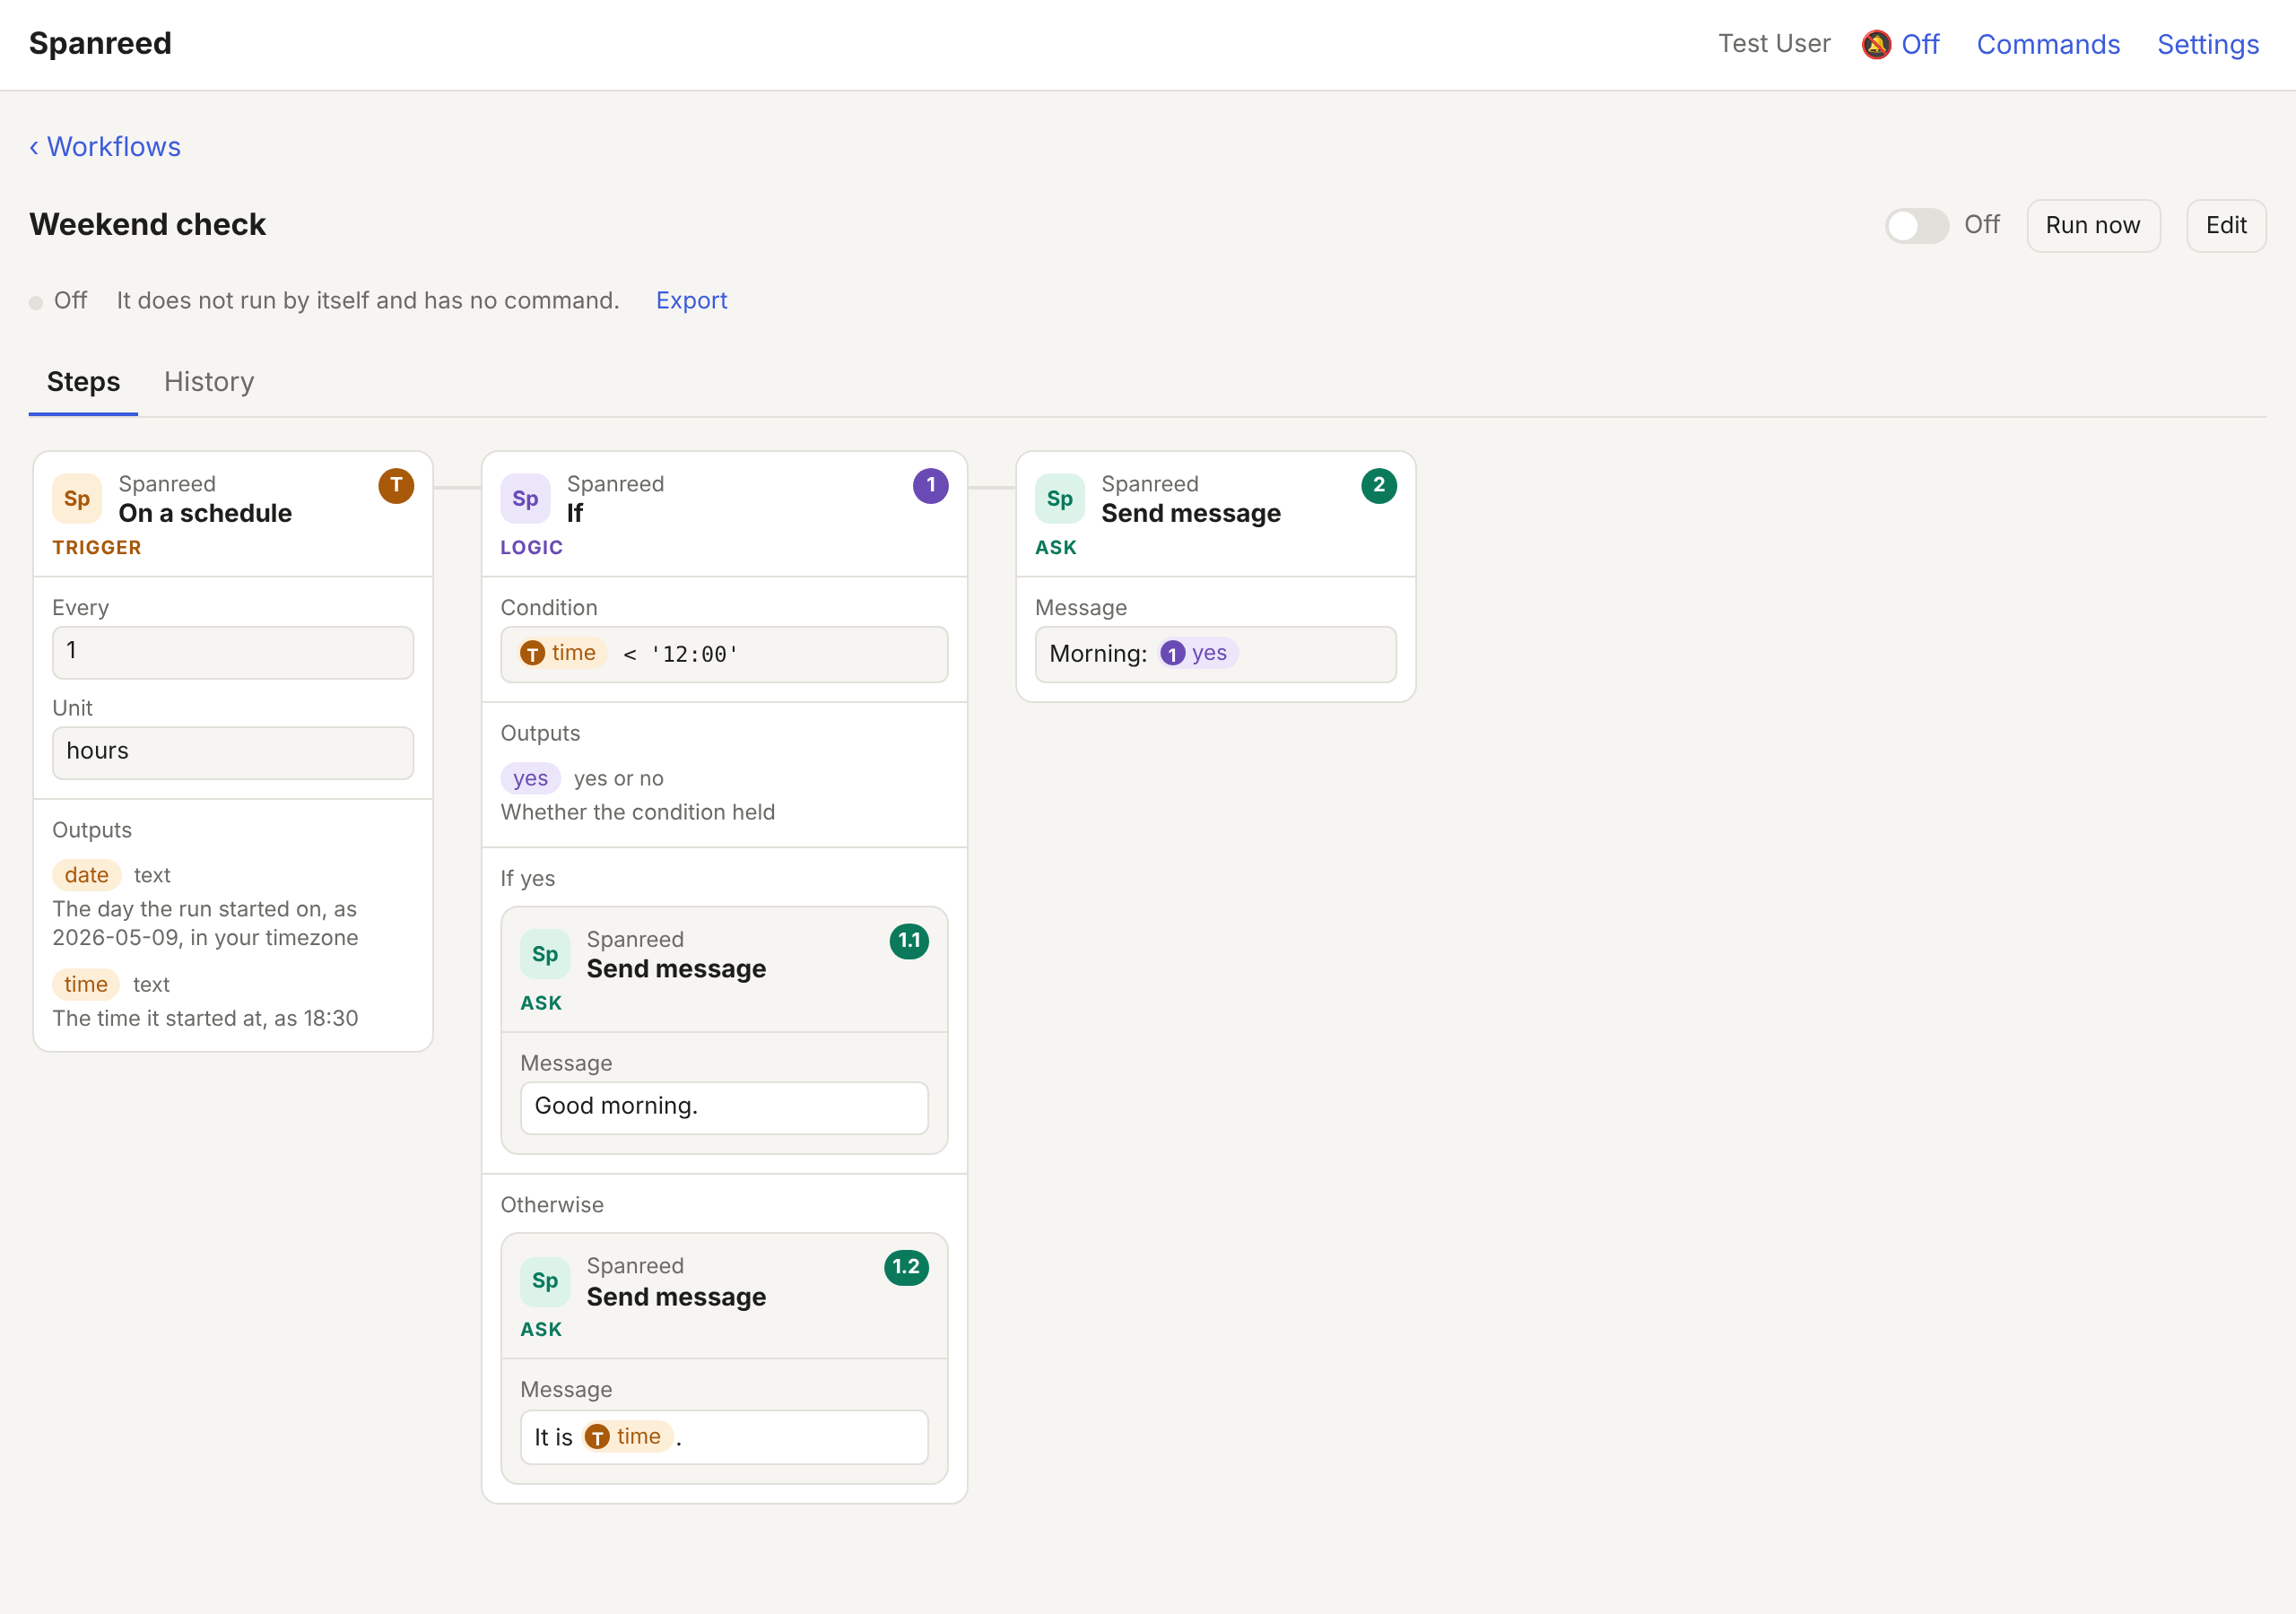 Spanreed
Test User
Off
Commands
Settings
‹ Workflows
Weekend check
Off
Run now
Edit
Off
It does not run by itself and has no command.
Export
Steps
History
Sp
Spanreed
On a schedule
T
TRIGGER
Every
1
Unit
hours
Outputs
date text
The day the run started on, as
2026-05-09, in your timezone
time text
The time it started at, as 18:30
Sp
Spanreed
If
1
LOGIC
Condition
T time < '12:00'
Outputs
yes yes or no
Whether the condition held
If yes
Sp
Spanreed
Send message
1.1
ASK
Message
Good morning.
Otherwise
Sp
Spanreed
Send message
1.2
ASK
Message
It is T time .
Sp
Spanreed
Send message
2
ASK
Message
Morning: 1 yes